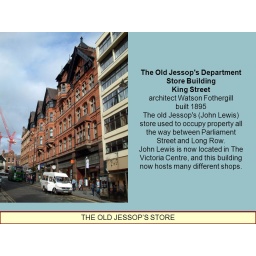 The Old Jessop's Department
Store Building
King Street
architect Watson Fothergill
built 1895
The old Jessop's (John Lewis)
store used to occupy property all
the way between Parliament
Street and Long Row.
John Lewis is now located in The
Victoria Centre, and this building
now hosts many different shops.
THE OLD JESSOP'S STORE